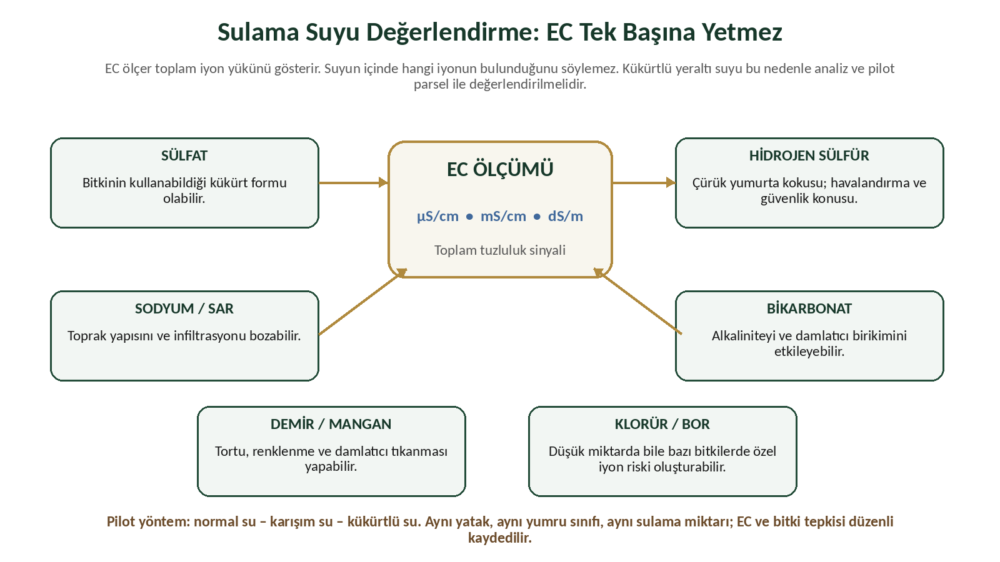 Sulama Suyu Değerlendirme: EC Tek Başına Yetmez
EC ölçer toplam iyon yükünü gösterir. Suyun içinde hangi iyonun bulunduğunu söylemez. Kükürtlü yeraltı suyu bu nedenle analiz ve pilot
parsel ile değerlendirilmelidir.
SÜLFAT
Bitkinin kullanabildiği kükürt formu
olabilir.
EC ÖLÇÜMÜ
µS/cm ● mS/cm ● dS/m
Toplam tuzluluk sinyali
HİDROJEN SÜLFÜR
Çürük yumurta kokusu; havalandırma ve
güvenlik konusu.
SODYUM / SAR
Toprak yapısını ve infiltrasyonu bozabilir.
BİKARBONAT
Alkaliniteyi ve damlatıcı birikimini
etkileyebilir.
DEMİR / MANGAN
Tortu, renklenme ve damlatıcı tıkanması
yapabilir.
KLORÜR / BOR
Düşük miktarda bile bazı bitkilerde özel
iyon riski oluşturabilir.
Pilot yöntem: normal su – karışım su – kükürtlü su. Aynı yatak, aynı yumru sınıfı, aynı sulama miktarı; EC ve bitki tepkisi düzenli
kaydedilir.